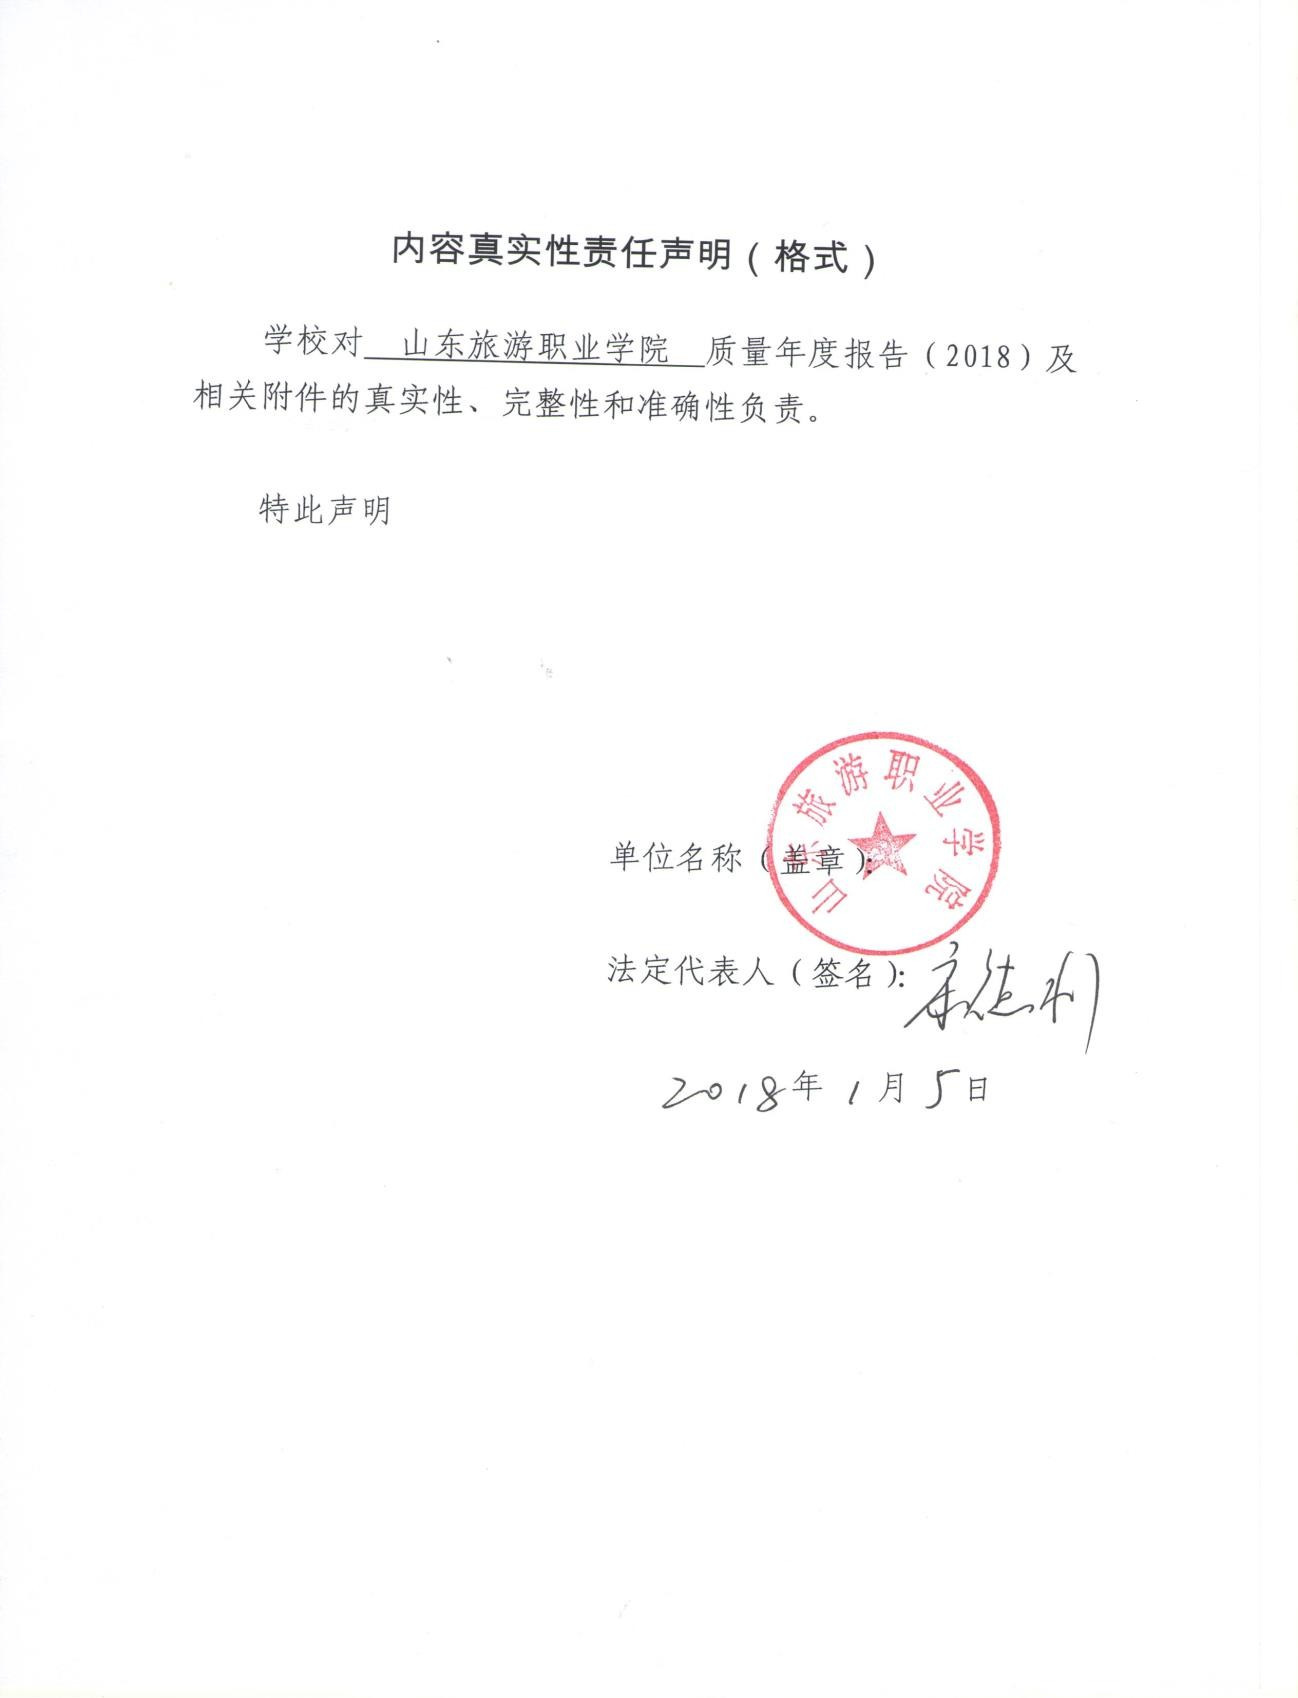 内容真实性责任声明（格式）
学校对 山东旅游职业学院 质量年度报告（2018）及
相关附件的真实性、完整性和准确性负责。
特此声明
山东旅游职业学院
单位名称（盖章）：
法定代表人（签名）：
2018年1月5日